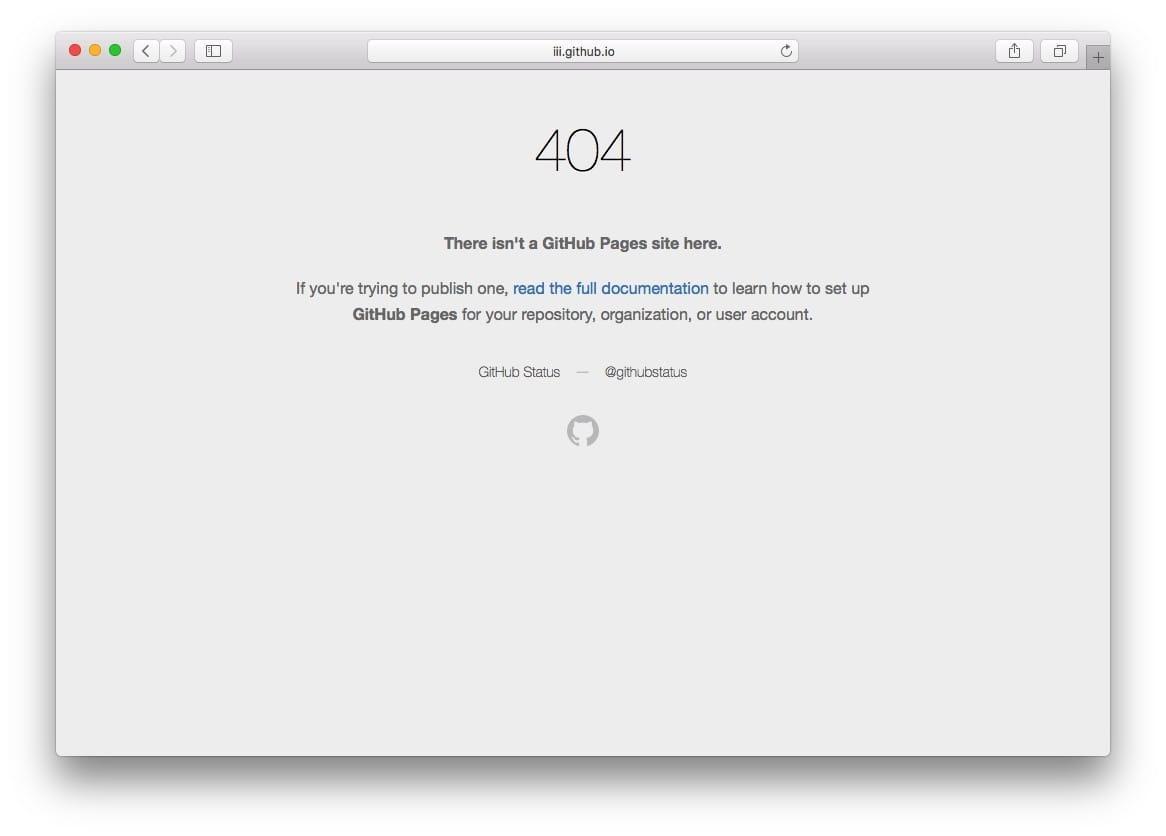 iii.github.io
404
There isn't a GitHub Pages site here.
If you're trying to publish one, read the full documentation to learn how to set up
GitHub Pages for your repository, organization, or user account.
GitHub Status — @githubstatus